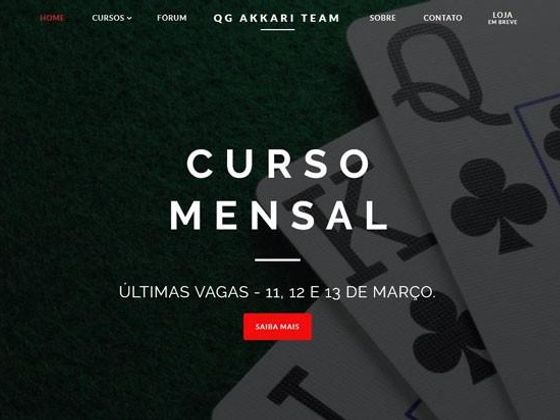 HOME
CURSOS
FÓRUM
QG AKKARI TEAM
SOBRE
CONTATO
LOJA
EM BREVE
Q
K
J
CURSO
MENSAL
ÚLTIMAS VAGAS - 11, 12 E 13 DE MARÇO.
SAIBA MAIS